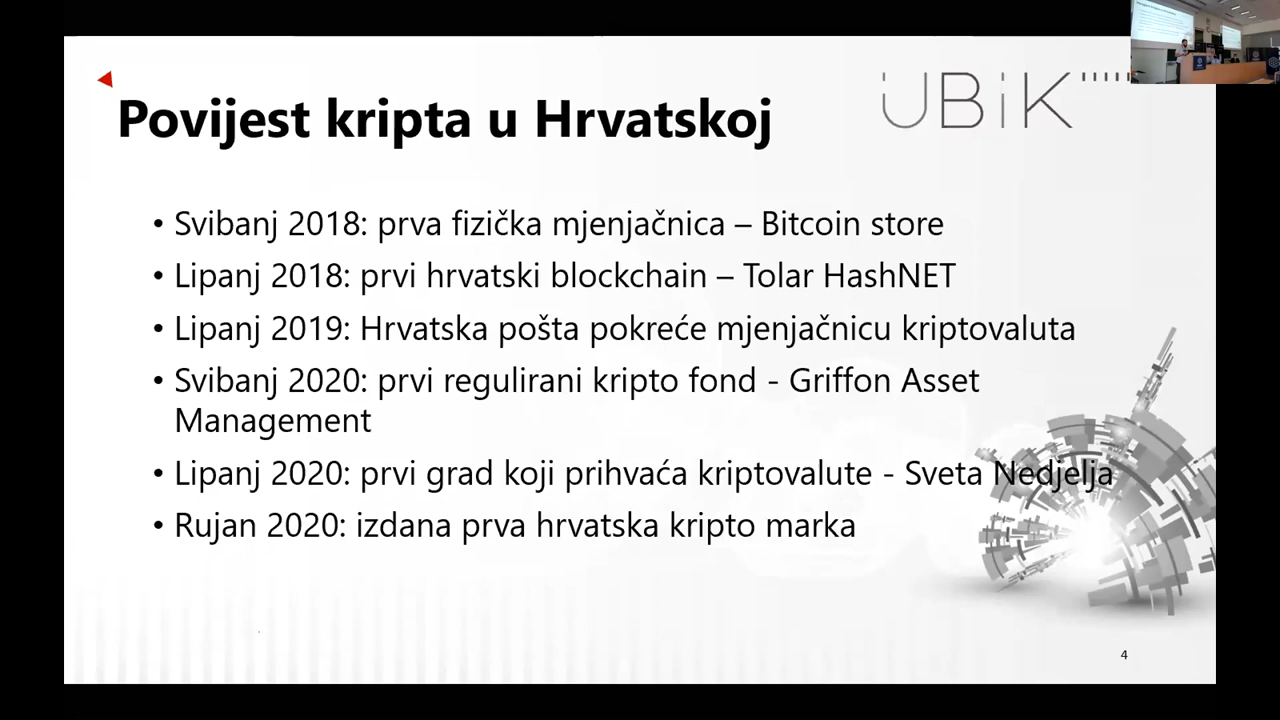 UBiK
Povijest kripta u Hrvatskoj
• Svibanj 2018: prva fizička mjenjačnica – Bitcoin store
• Lipanj 2018: prvi hrvatski blockchain – Tolar HashNET
• Lipanj 2019: Hrvatska pošta pokreće mjenjačnicu kriptovaluta
• Svibanj 2020: prvi regulirani kripto fond - Griffon Asset
Management
• Lipanj 2020: prvi grad koji prihvaća kriptovalute - Sveta Nedjelja
• Rujan 2020: izdana prva hrvatska kripto marka
4